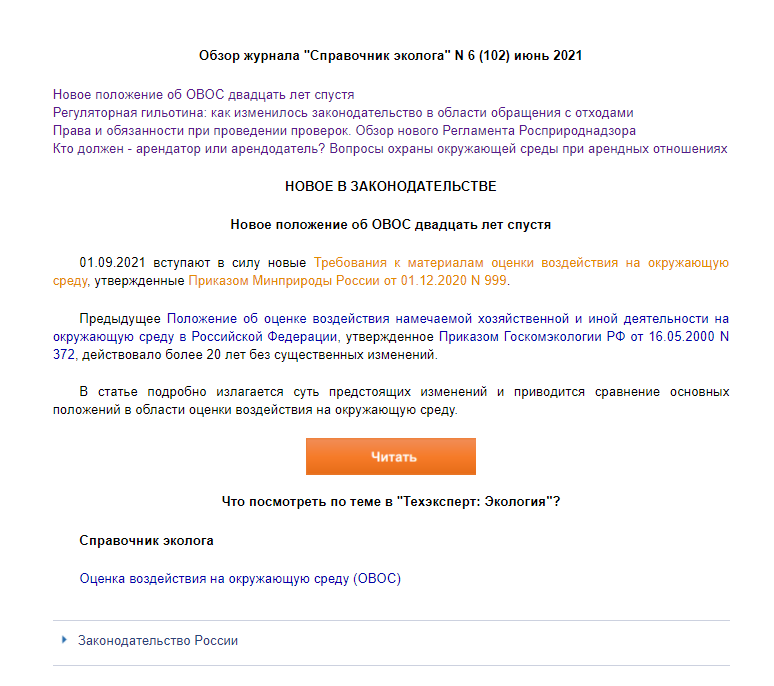 Обзор журнала "Справочник эколога" N 6 (102) июнь 2021
Новое положение об ОВОС двадцать лет спустя
Регуляторная гильотина: как изменилось законодательство в области обращения с отходами
Права и обязанности при проведении проверок. Обзор нового Регламента Росприроднадзора
Кто должен - арендатор или арендодатель? Вопросы охраны окружающей среды при арендных отношениях
НОВОЕ В ЗАКОНОДАТЕЛЬСТВЕ
Новое положение об ОВОС двадцать лет спустя
01.09.2021 вступают в силу новые Требования к материалам оценки воздействия на окружающую
среду, утвержденные Приказом Минприроды России от 01.12.2020 N 999.
Предыдущее Положение об оценке воздействия намечаемой хозяйственной и иной деятельности на
окружающую среду в Российской Федерации, утвержденное Приказом Госкомэкологии РФ от 16.05.2000 N
372, действовало более 20 лет без существенных изменений.
В статье подробно излагается суть предстоящих изменений и приводится сравнение основных
положений в области оценки воздействия на окружающую среду.
Читать
Что посмотреть по теме в "Техэксперт: Экология"?
Справочник эколога
Оценка воздействия на окружающую среду (ОВОС)
Законодательство России